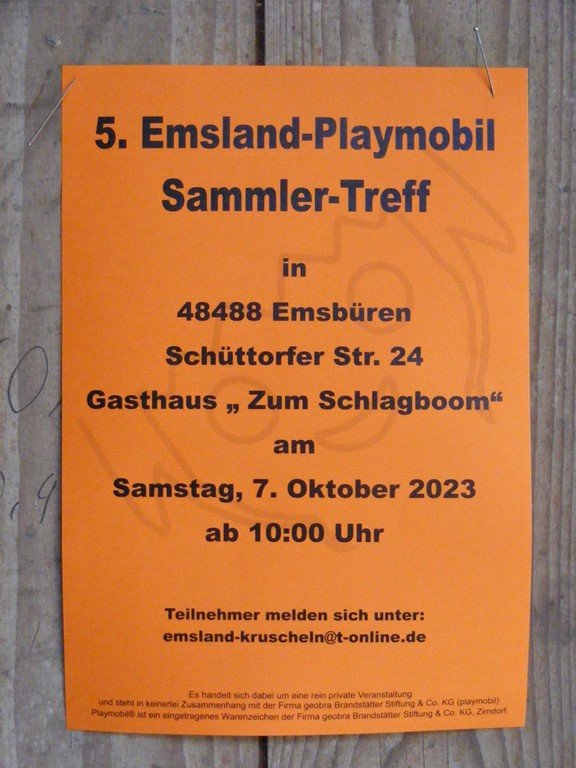 5. Emsland-Playmobil
Sammler-Treff
in
48488 Emsbüren
Schüttorfer Str. 24
Gasthaus „ Zum Schlagboom“
am
Samstag, 7. Oktober 2023
ab 10:00 Uhr
Teilnehmer melden sich unter:
emsland-kruscheln@t-online.de
Es handelt sich dabei um eine rein private Veranstaltung
und steht in keinerlei Zusammenhang mit der Firma geobra Brandstätter Stiftung & Co. KG (playmobil).
Playmobil® ist ein eingetragenes Warenzeichen der Firma geobra Brandstätter Stiftung & Co. KG, Zirndorf.